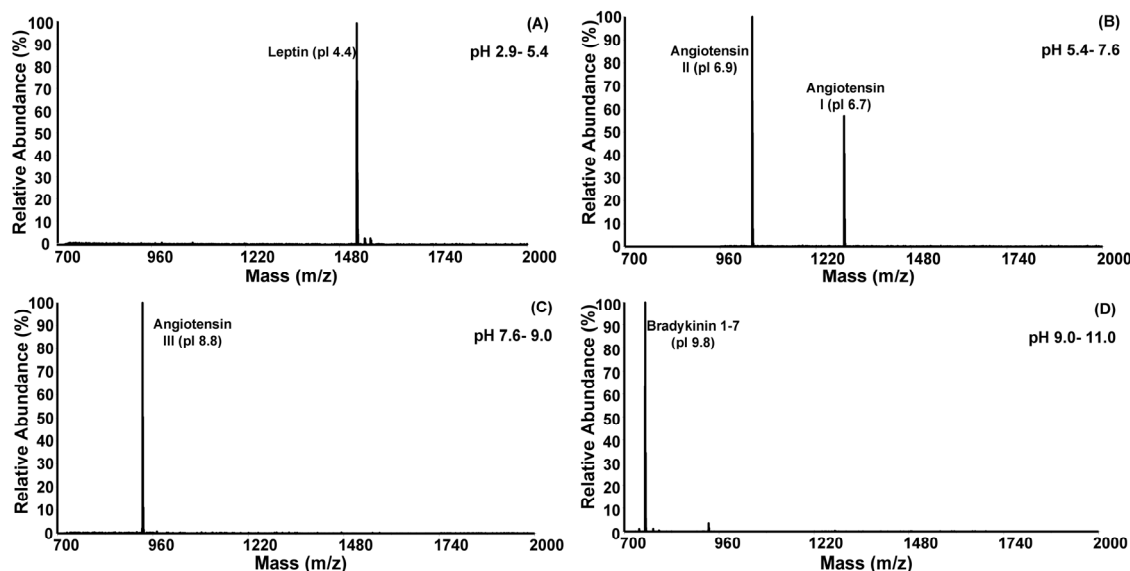 (A)
pH 2.9- 5.4
Leptin (pI 4.4)
Relative Abundance (%)
100
90
80
70
60
50
40
30
20
10
0
700 960 1220 1480 1740 2000
Mass (m/z)
(B)
pH 5.4- 7.6
Angiotensin
II (pI 6.9)
Angiotensin
I (pI 6.7)
Relative Abundance (%)
100
90
80
70
60
50
40
30
20
10
0
700 960 1220 1480 1740 2000
Mass (m/z)
(C)
pH 7.6- 9.0
Angiotensin
III (pI 8.8)
Relative Abundance (%)
100
90
80
70
60
50
40
30
20
10
0
700 960 1220 1480 1740 2000
Mass (m/z)
(D)
pH 9.0- 11.0
Bradykinin 1-7
(pI 9.8)
Relative Abundance (%)
100
90
80
70
60
50
40
30
20
10
0
700 960 1220 1480 1740 2000
Mass (m/z)